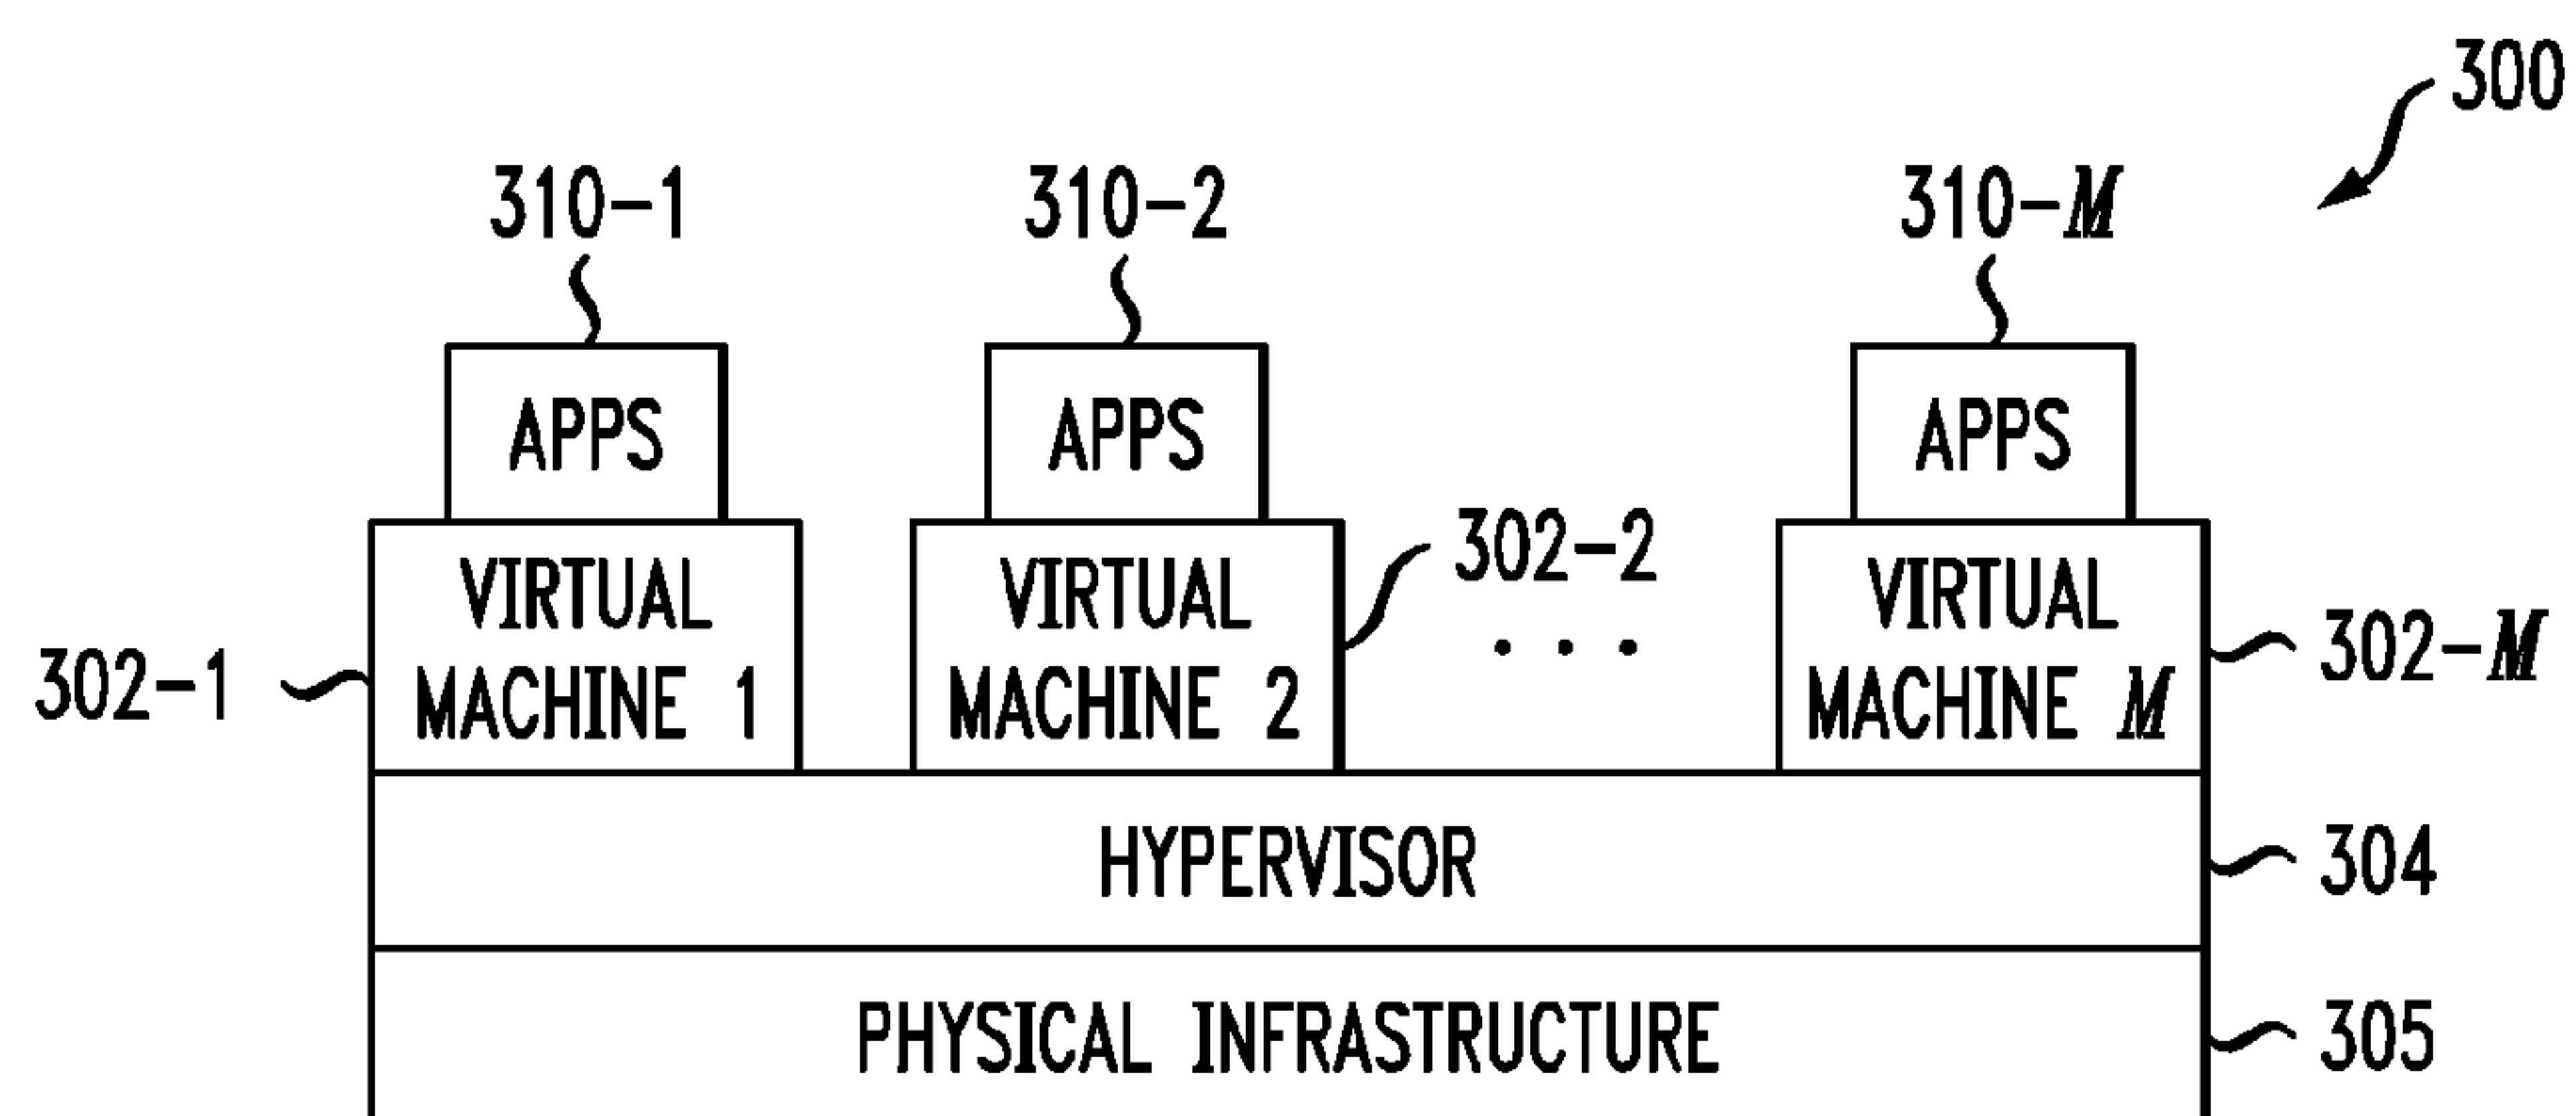 300
310-1
310-2
310-M
APPS
APPS
APPS
302-1
VIRTUAL
MACHINE 1
VIRTUAL
MACHINE 2
302-2
. . .
VIRTUAL
MACHINE M
302-M
HYPERVISOR
304
PHYSICAL INFRASTRUCTURE
305